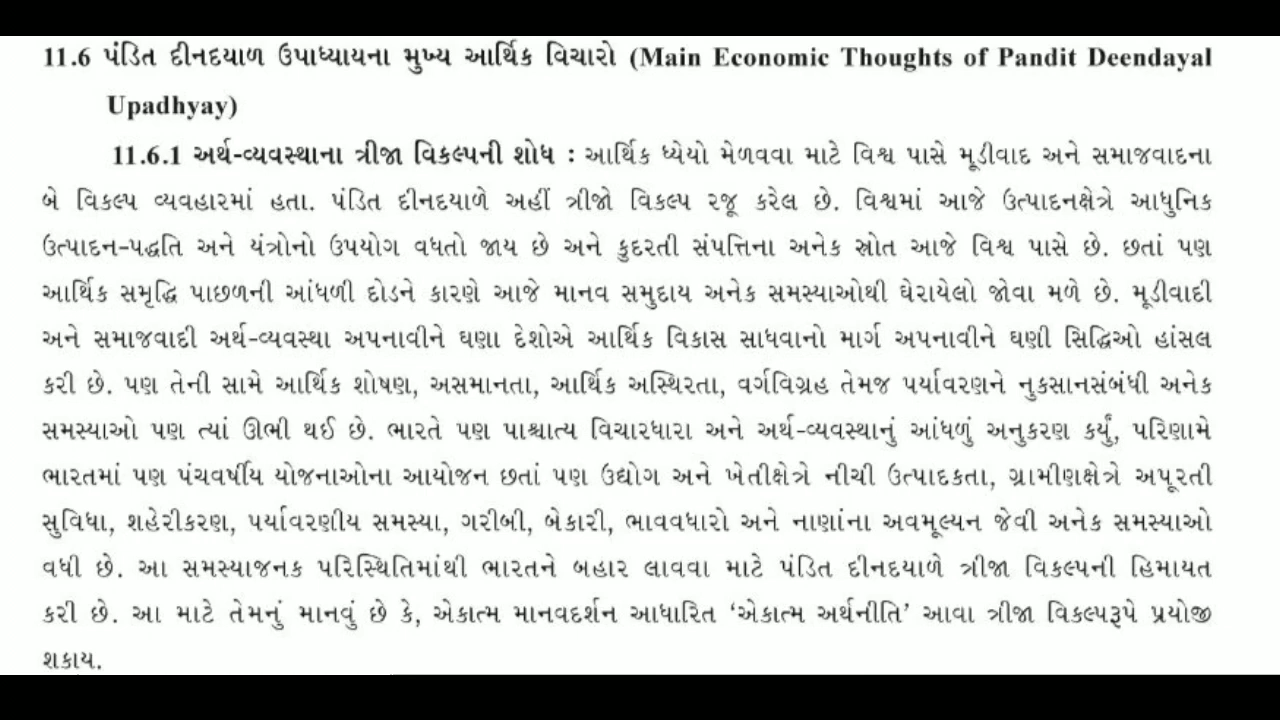 11.6 પંડિત દીનદયાળ ઉપાધ્યાયના મુખ્ય આર્થિક વિચારો (Main Economic Thoughts of Pandit Deendayal
Upadhyay)
11.6.1 અર્થ-વ્યવસ્થાના ત્રીજા વિકલ્પની શોધ : આર્થિક ધ્યેયો મેળવવા માટે વિશ્વ પાસે મૂડીવાદ અને સમાજવાદના
બે વિકલ્પ વ્યવહારમાં હતા. પંડિત દીનદયાળે અહીં ત્રીજો વિકલ્પ રજૂ કરેલ છે. વિશ્વમાં આજે ઉત્પાદનક્ષેત્રે આધુનિક
ઉત્પાદન-પદ્ધતિ અને યંત્રોનો ઉપયોગ વધતો જાય છે અને કુદરતી સંપત્તિના અનેક સ્રોત આજે વિશ્વ પાસે છે. છતાં પણ
આર્થિક સમૃદ્ધિ પાછળની આંધળી દોડને કારણે આજે માનવ સમુદાય અનેક સમસ્યાઓથી ઘેરાયેલો જોવા મળે છે. મૂડીવાદી
અને સમાજવાદી અર્થ-વ્યવસ્થા અપનાવીને ઘણા દેશોએ આર્થિક વિકાસ સાધવાનો માર્ગ અપનાવીને ઘણી સિદ્ધિઓ હાંસલ
કરી છે. પણ તેની સામે આર્થિક શોષણ, અસમાનતા, આર્થિક અસ્થિરતા, વર્ગવિગ્રહ તેમજ પર્યાવરણને નુકસાનસંબંધી અનેક
સમસ્યાઓ પણ ત્યાં ઊભી થઈ છે. ભારતે પણ પાશ્ચાત્ય વિચારધારા અને અર્થ-વ્યવસ્થાનું આંધળું અનુકરણ કર્યું, પરિણામે
ભારતમાં પણ પંચવર્ષીય યોજનાઓના આયોજન છતાં પણ ઉદ્યોગ અને ખેતીક્ષેત્રે નીચી ઉત્પાદકતા, ગ્રામીણક્ષેત્રે અપૂરતી
સુવિધા, શહેરીકરણ, પર્યાવરણીય સમસ્યા, ગરીબી, બેકારી, ભાવવધારો અને નાણાંના અવમૂલ્યન જેવી અનેક સમસ્યાઓ
વધી છે. આ સમસ્યાજનક પરિસ્થિતિમાંથી ભારતને બહાર લાવવા માટે પંડિત દીનદયાળે ત્રીજા વિકલ્પની હિમાયત
કરી છે. આ માટે તેમનું માનવું છે કે, એકાત્મ માનવદર્શન આધારિત ‘એકાત્મ અર્થનીતિ’ આવા ત્રીજા વિકલ્પરૂપે પ્રયોજી
શકાય.